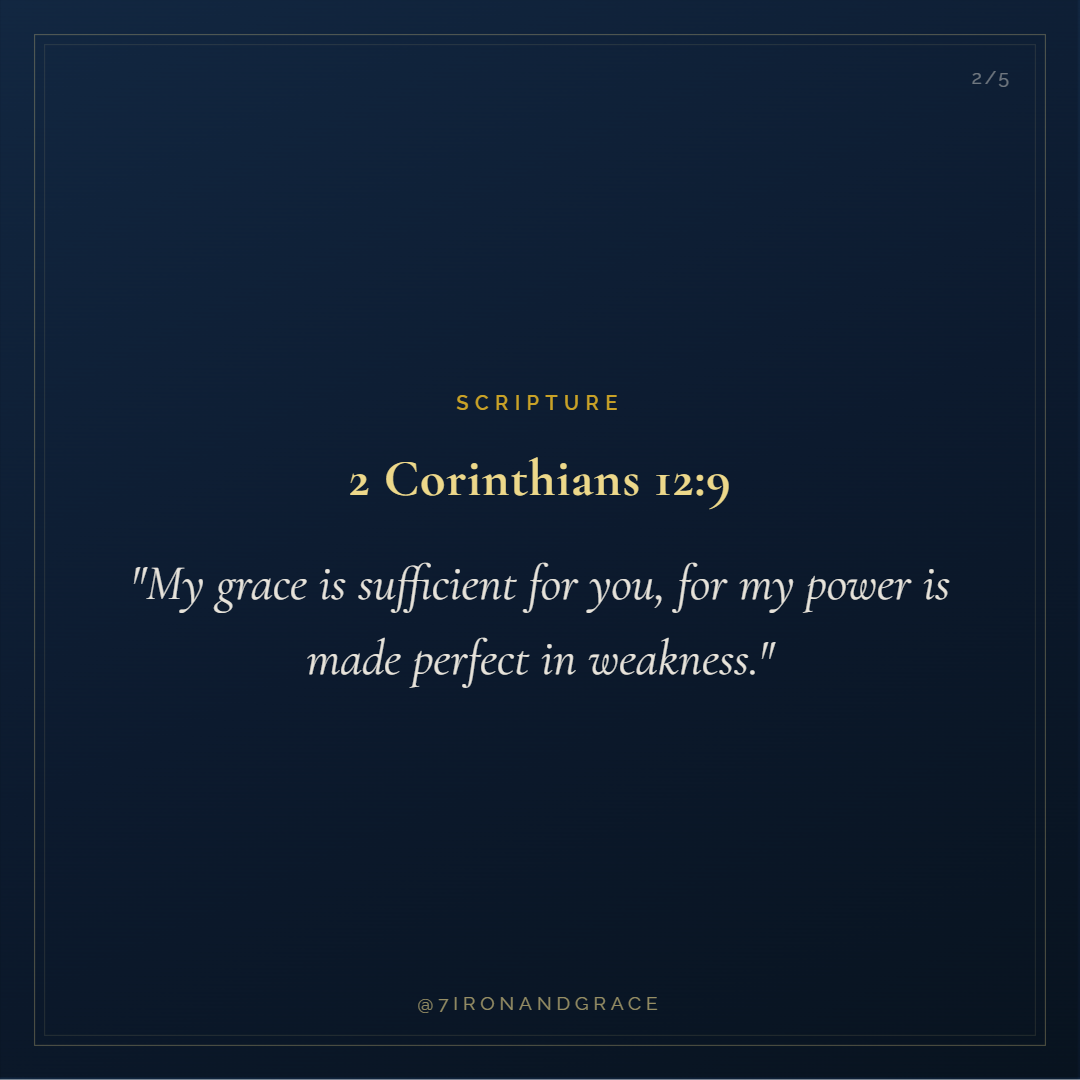 2/5
SCRIPTURE
2 Corinthians 12:9
"My grace is sufficient for you, for my power is
made perfect in weakness."
@7IRONANDGRACE